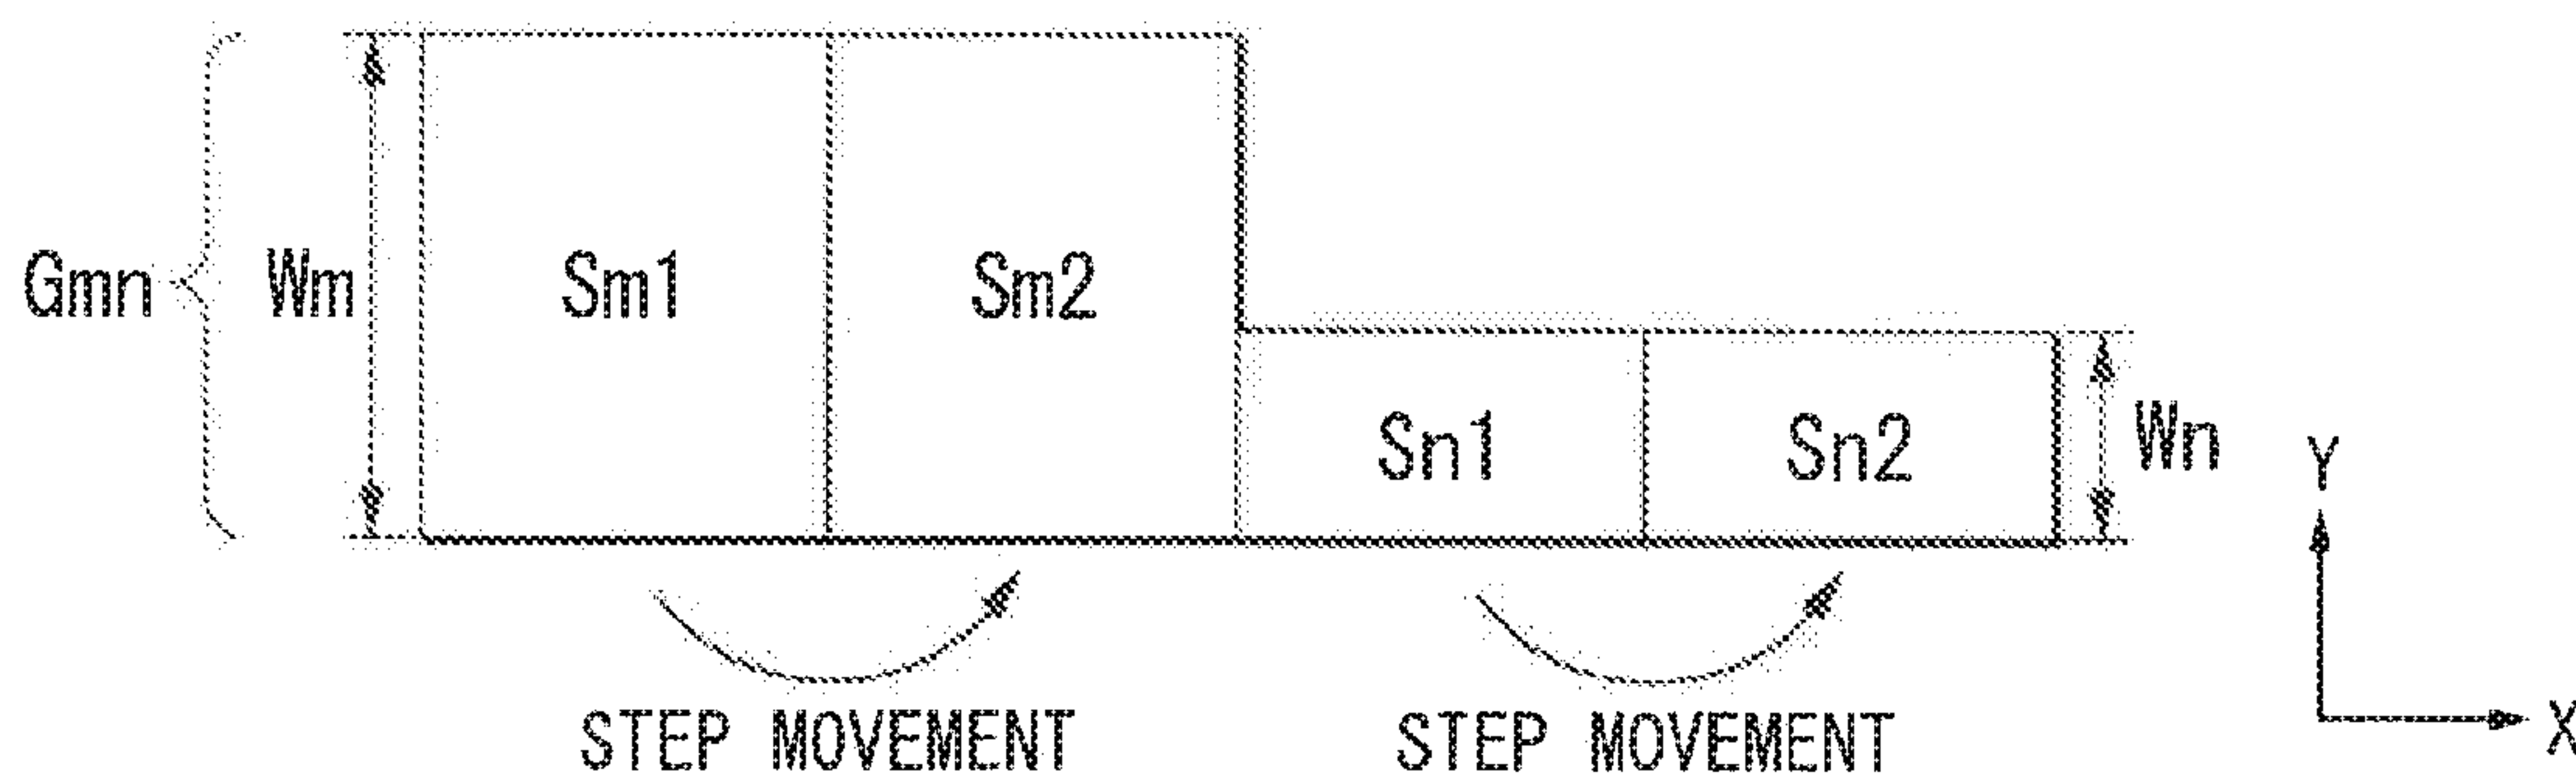 Gmn Wm Sm1 Sm2
Sn1 Sn2 Wn
Y
X
STEP MOVEMENT STEP MOVEMENT